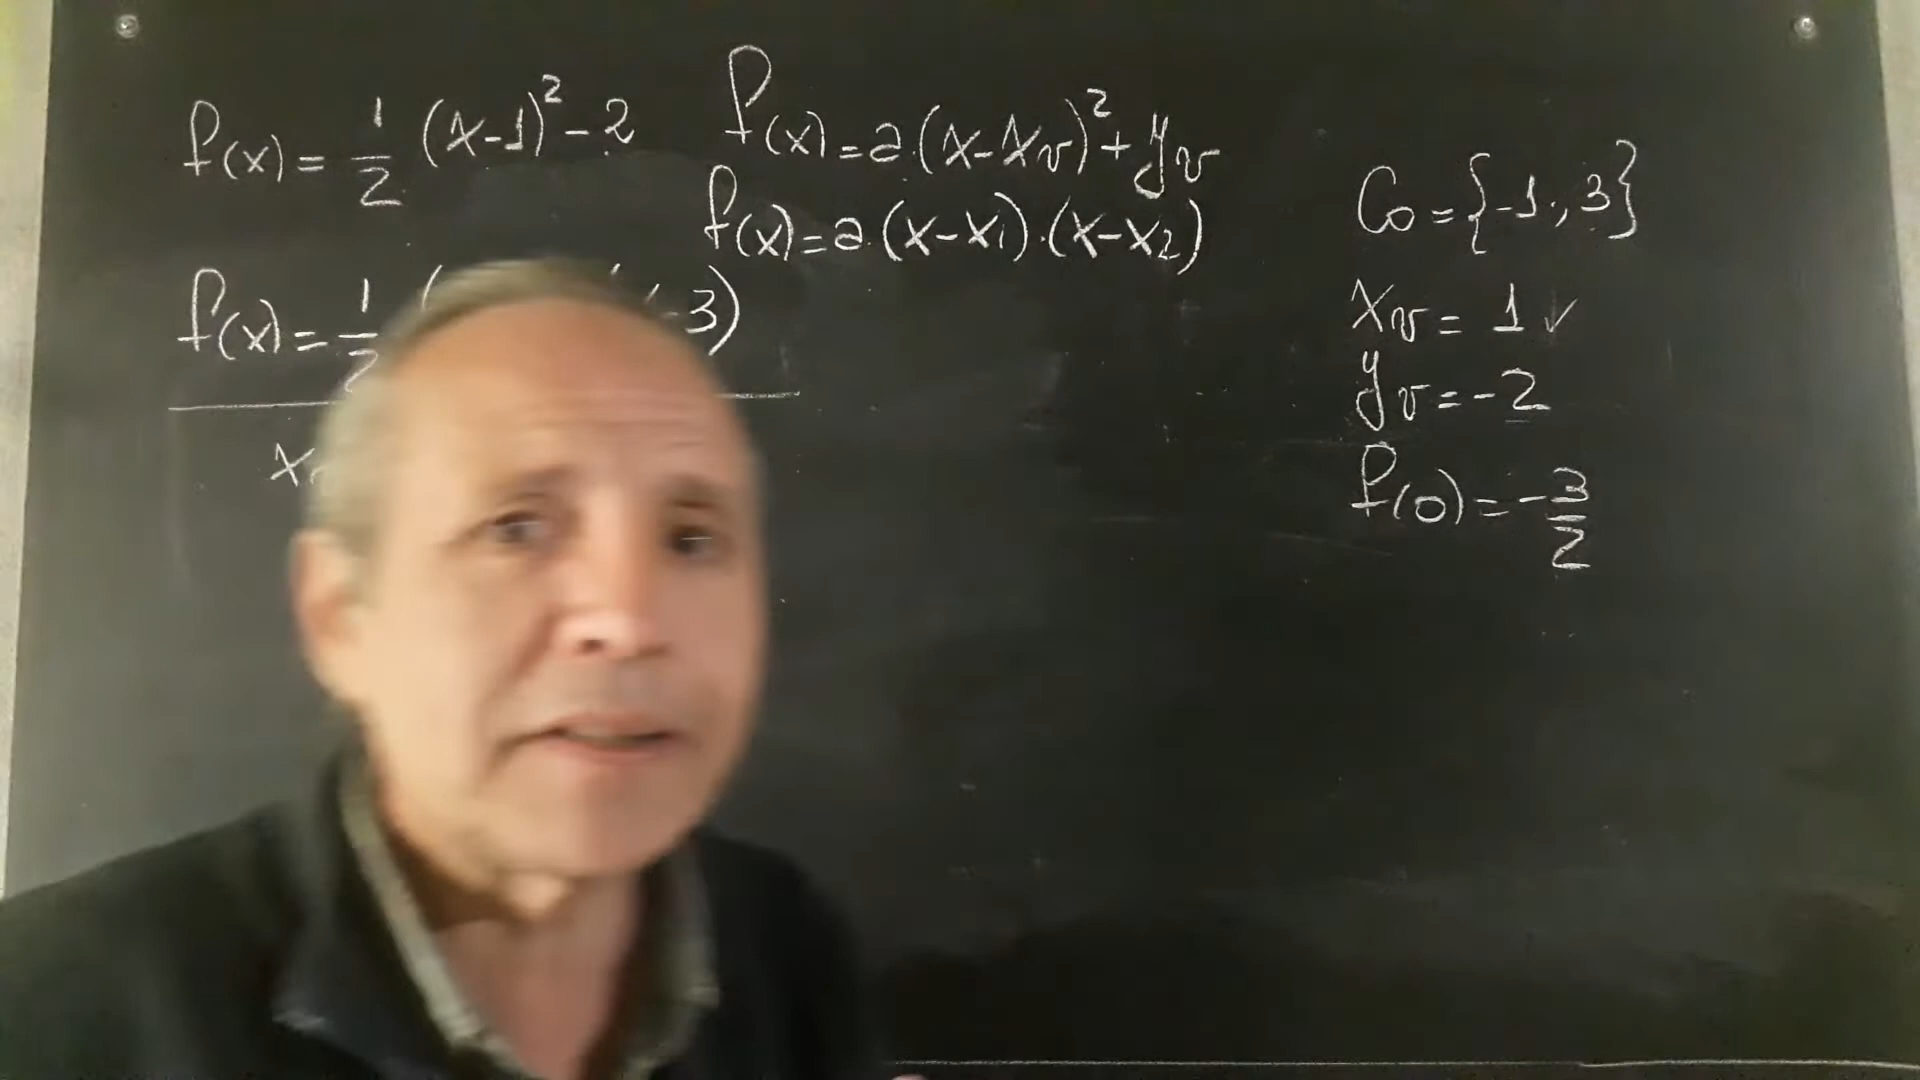 f(x) = 1/2 (x-1)² - 2
f(x) = a.(x-xv)² + yv
f(x) = a.(x-x1).(x-x2)
f(x) = 1/2 ( -3)
x
C0 = {-1., 3}
xv = 1 ✓
yv = -2
f(0) = -3/2